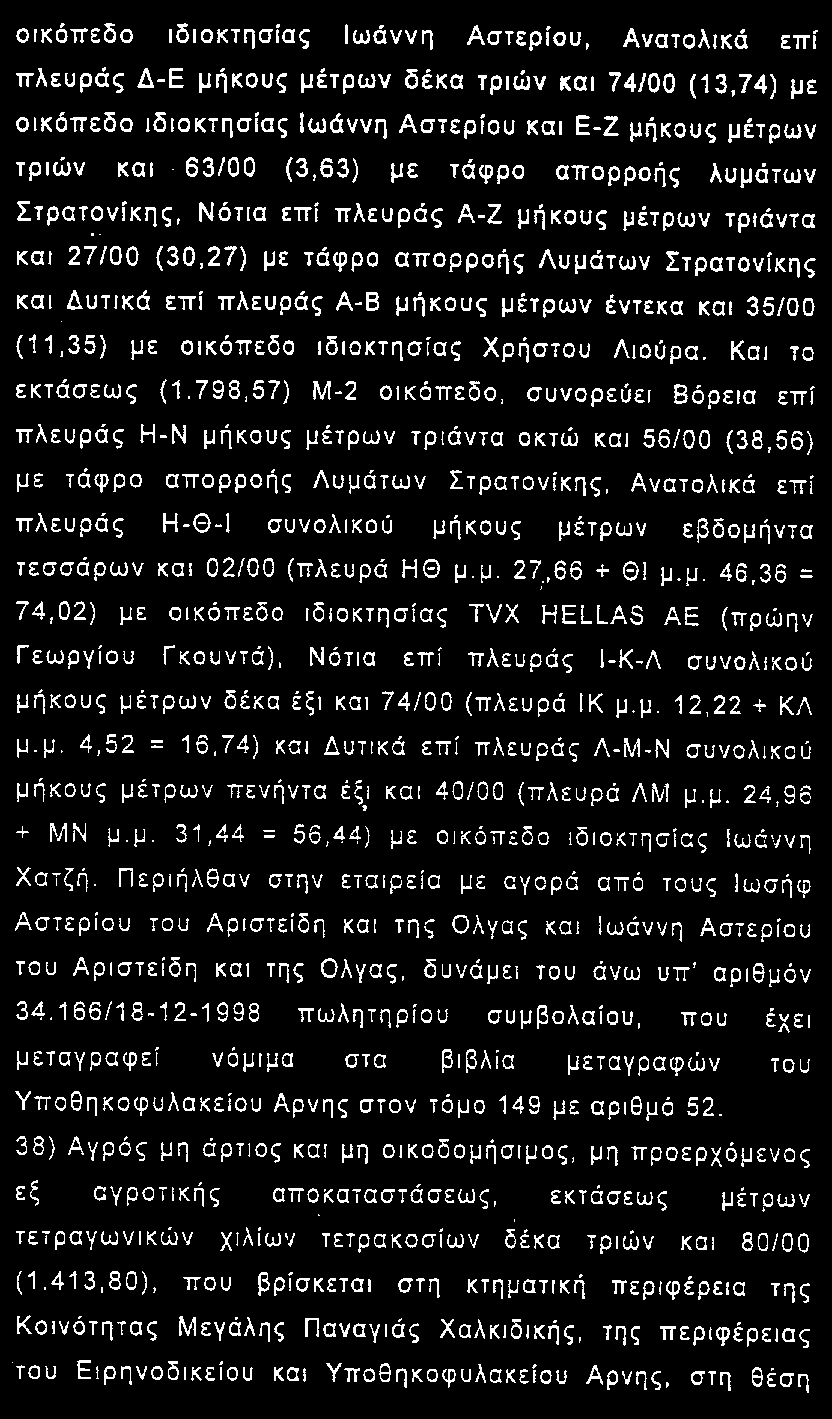 οικόπεδο ιδιοκτησίας Ιωάννη Αστερίου, Ανατολικά επί
πλευράς Δ-Ε μήκους μέτρων δέκα τριών και 74/00 (13,74) με
οικόπεδο ιδιοκτησίας Ιωάννη Αστερίου και Ε-Ζ μήκους μέτρων
τριών και 63/00 (3,63) με τάφρο απορροής λυμάτων
Στρατονίκης, Νότια επί πλευράς Α-Ζ μήκους μέτρων τριάντα
και 27/00 (30,27) με τάφρο απορροής Λυμάτων Στρατονίκης
και Δυτικά επί πλευράς Α-Β μήκους μέτρων έντεκα και 35/00
(11,35) με οικόπεδο ιδιοκτησίας Χρήστου Λιούρα. Και το
εκτάσεως (1.798,57) Μ-2 οικόπεδο, συνορεύει Βόρεια επί
πλευράς Η-Ν μήκους μέτρων τριάντα οκτώ και 56/00 (38,56)
με τάφρο απορροής Λυμάτων Στρατονίκης, Ανατολικά επί
πλευράς Η-Θ-Ι συνολικού μήκους μέτρων εβδομήντα
τεσσάρων και 02/00 (πλευρά ΗΘ μ.μ. 27,66 + ΘΙ μ.μ. 46,36 =
74,02) με οικόπεδο ιδιοκτησίας TVX HELLAS ΑΕ (πρώην
Γεωργίου Γκουντά), Νότια επί πλευράς Ι-Κ-Λ συνολικού
μήκους μέτρων δέκα έξι και 74/00 (πλευρά ΙΚ μ.μ. 12,22 + ΚΛ
μ.μ. 4,52 = 16,74) και Δυτικά επί πλευράς Λ-Μ-Ν συνολικού
μήκους μέτρων πενήντα έξι και 40/00 (πλευρά ΛΜ μ.μ. 24,96
+ ΜΝ μ.μ. 31,44 = 56,44) με οικόπεδο ιδιοκτησίας Ιωάννη
Χατζή. Περιήλθαν στην εταιρεία με αγορά από τους Ιωσήφ
Αστερίου του Αριστείδη και της Ολγας και Ιωάννη Αστερίου
του Αριστείδη και της Ολγας, δυνάμει του άνω υπ' αριθμόν
34.166/18-12-1998 πωλητηρίου συμβολαίου, που έχει
μεταγραφεί νόμιμα στα βιβλία μεταγραφών του
Υποθηκοφυλακείου Αρνης στον τόμο 149 με αριθμό 52.
38) Αγρός μη άρτιος και μη οικοδομήσιμος, μη προερχόμενος
εξ αγροτικής αποκαταστάσεως, εκτάσεως μέτρων
τετραγωνικών χιλίων τετρακοσίων δέκα τριών και 80/00
(1.413,80), που βρίσκεται στη κτηματική περιφέρεια της
Κοινότητας Μεγάλης Παναγιάς Χαλκιδικής, της περιφέρειας
του Ειρηνοδικείου και Υποθηκοφυλακείου Αρνης, στη θέση